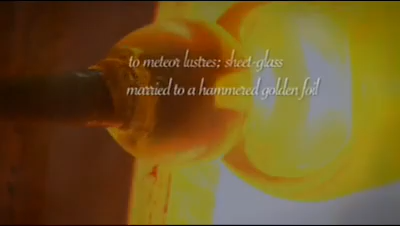 to meteor lustres; sheet-glass
married to a hammered golden foil